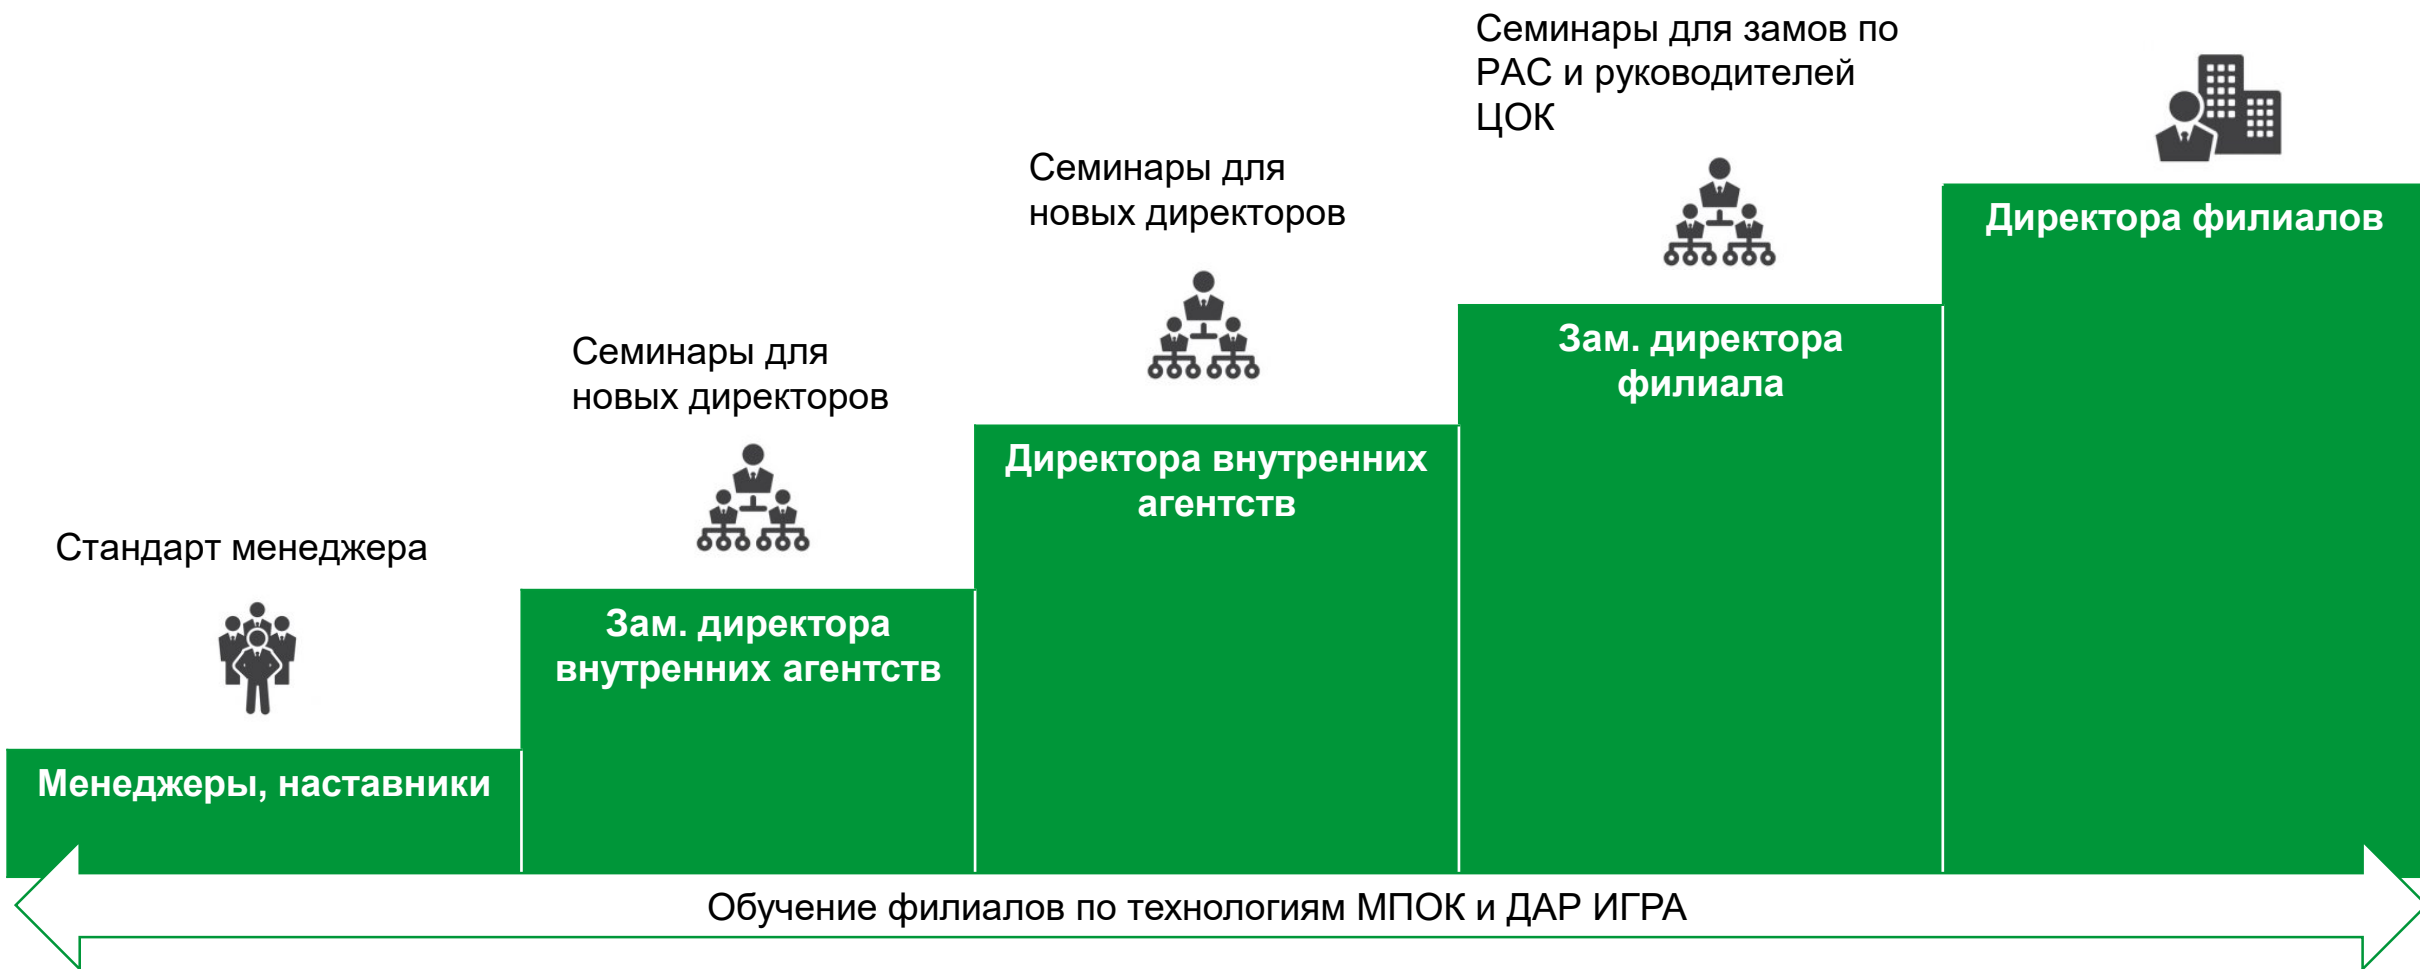 Семинары для замов по
РАС и руководителей
ЦОК
Семинары для
новых директоров
Директора филиалов
Семинары для
новых директоров
Зам. директора
филиала
Стандарт менеджера
Директора внутренних
агентств
Зам. директора
внутренних агентств
Менеджеры, наставники
Обучение филиалов по технологиям МПОК и ДАР ИГРА